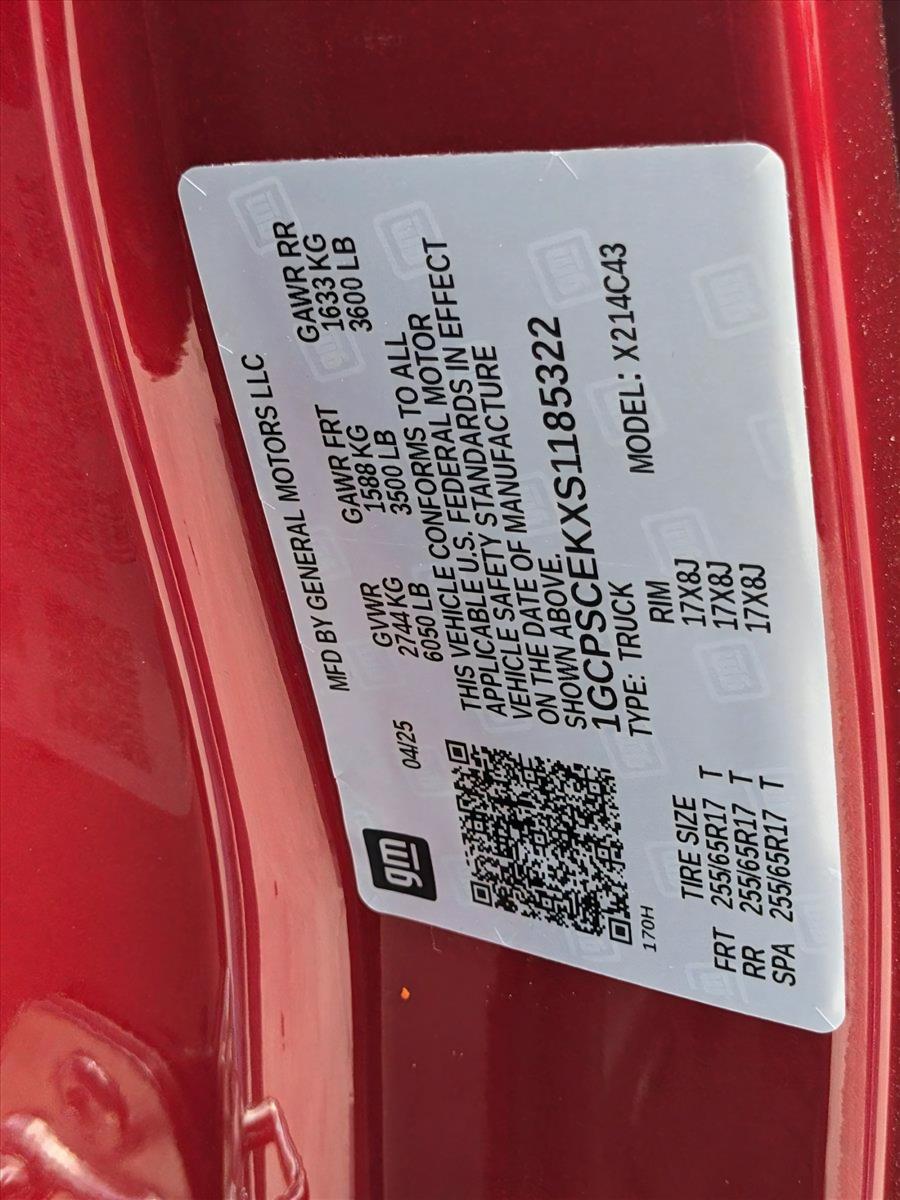 gm
04/25
MFD BY GENERAL MOTORS LLC
GVWR GAWR FRT GAWR RR
2744 KG 1588 KG 1633 KG
6050 LB 3500 LB 3600 LB
THIS VEHICLE CONFORMS TO ALL
APPLICABLE U.S. FEDERAL MOTOR
VEHICLE SAFETY STANDARDS IN EFFECT
ON THE DATE OF MANUFACTURE
SHOWN ABOVE.
1GCPSCEKXS1185322
TYPE: TRUCK MODEL: X214C43
170H
TIRE SIZE RIM
FRT 255/65R17 T 17X8J
RR 255/65R17 T 17X8J
SPA 255/65R17 T 17X8J